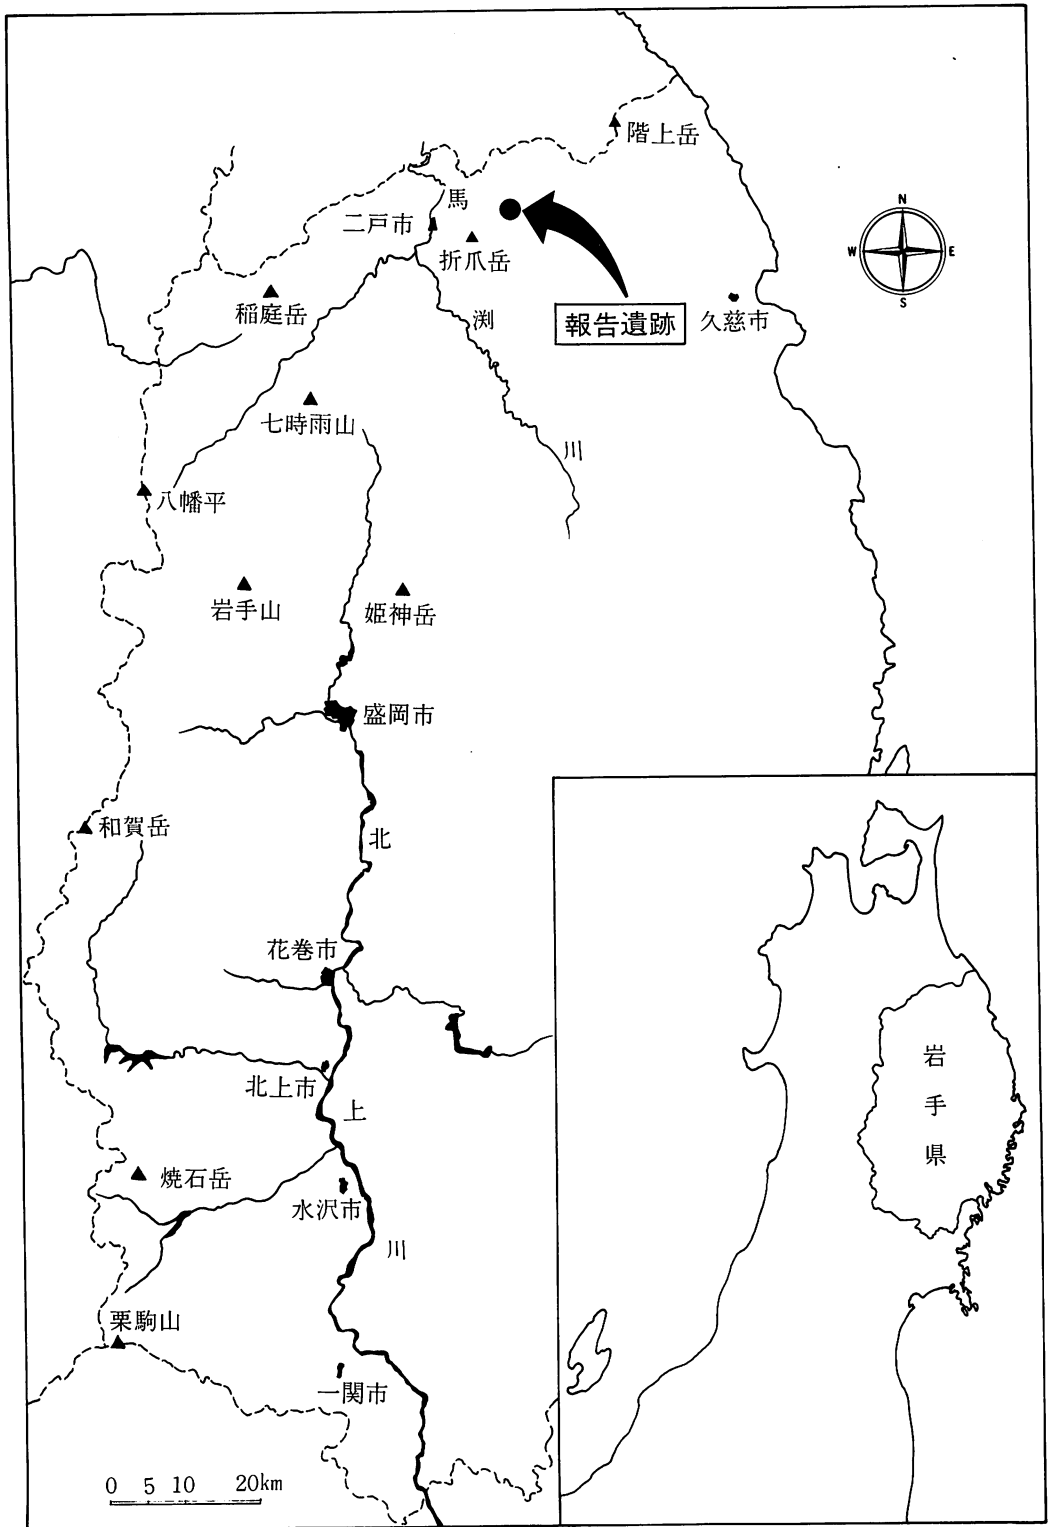 階上岳
馬
二戸市
折爪岳
N
W
E
S
稲庭岳
渕
報告遺跡
久慈市
七時雨山
川
八幡平
岩手山
姫神岳
盛岡市
和賀岳
北
花巻市
北上市
上
焼石岳
水沢市
川
栗駒山
一関市
0 5 10 20km
岩
手
県